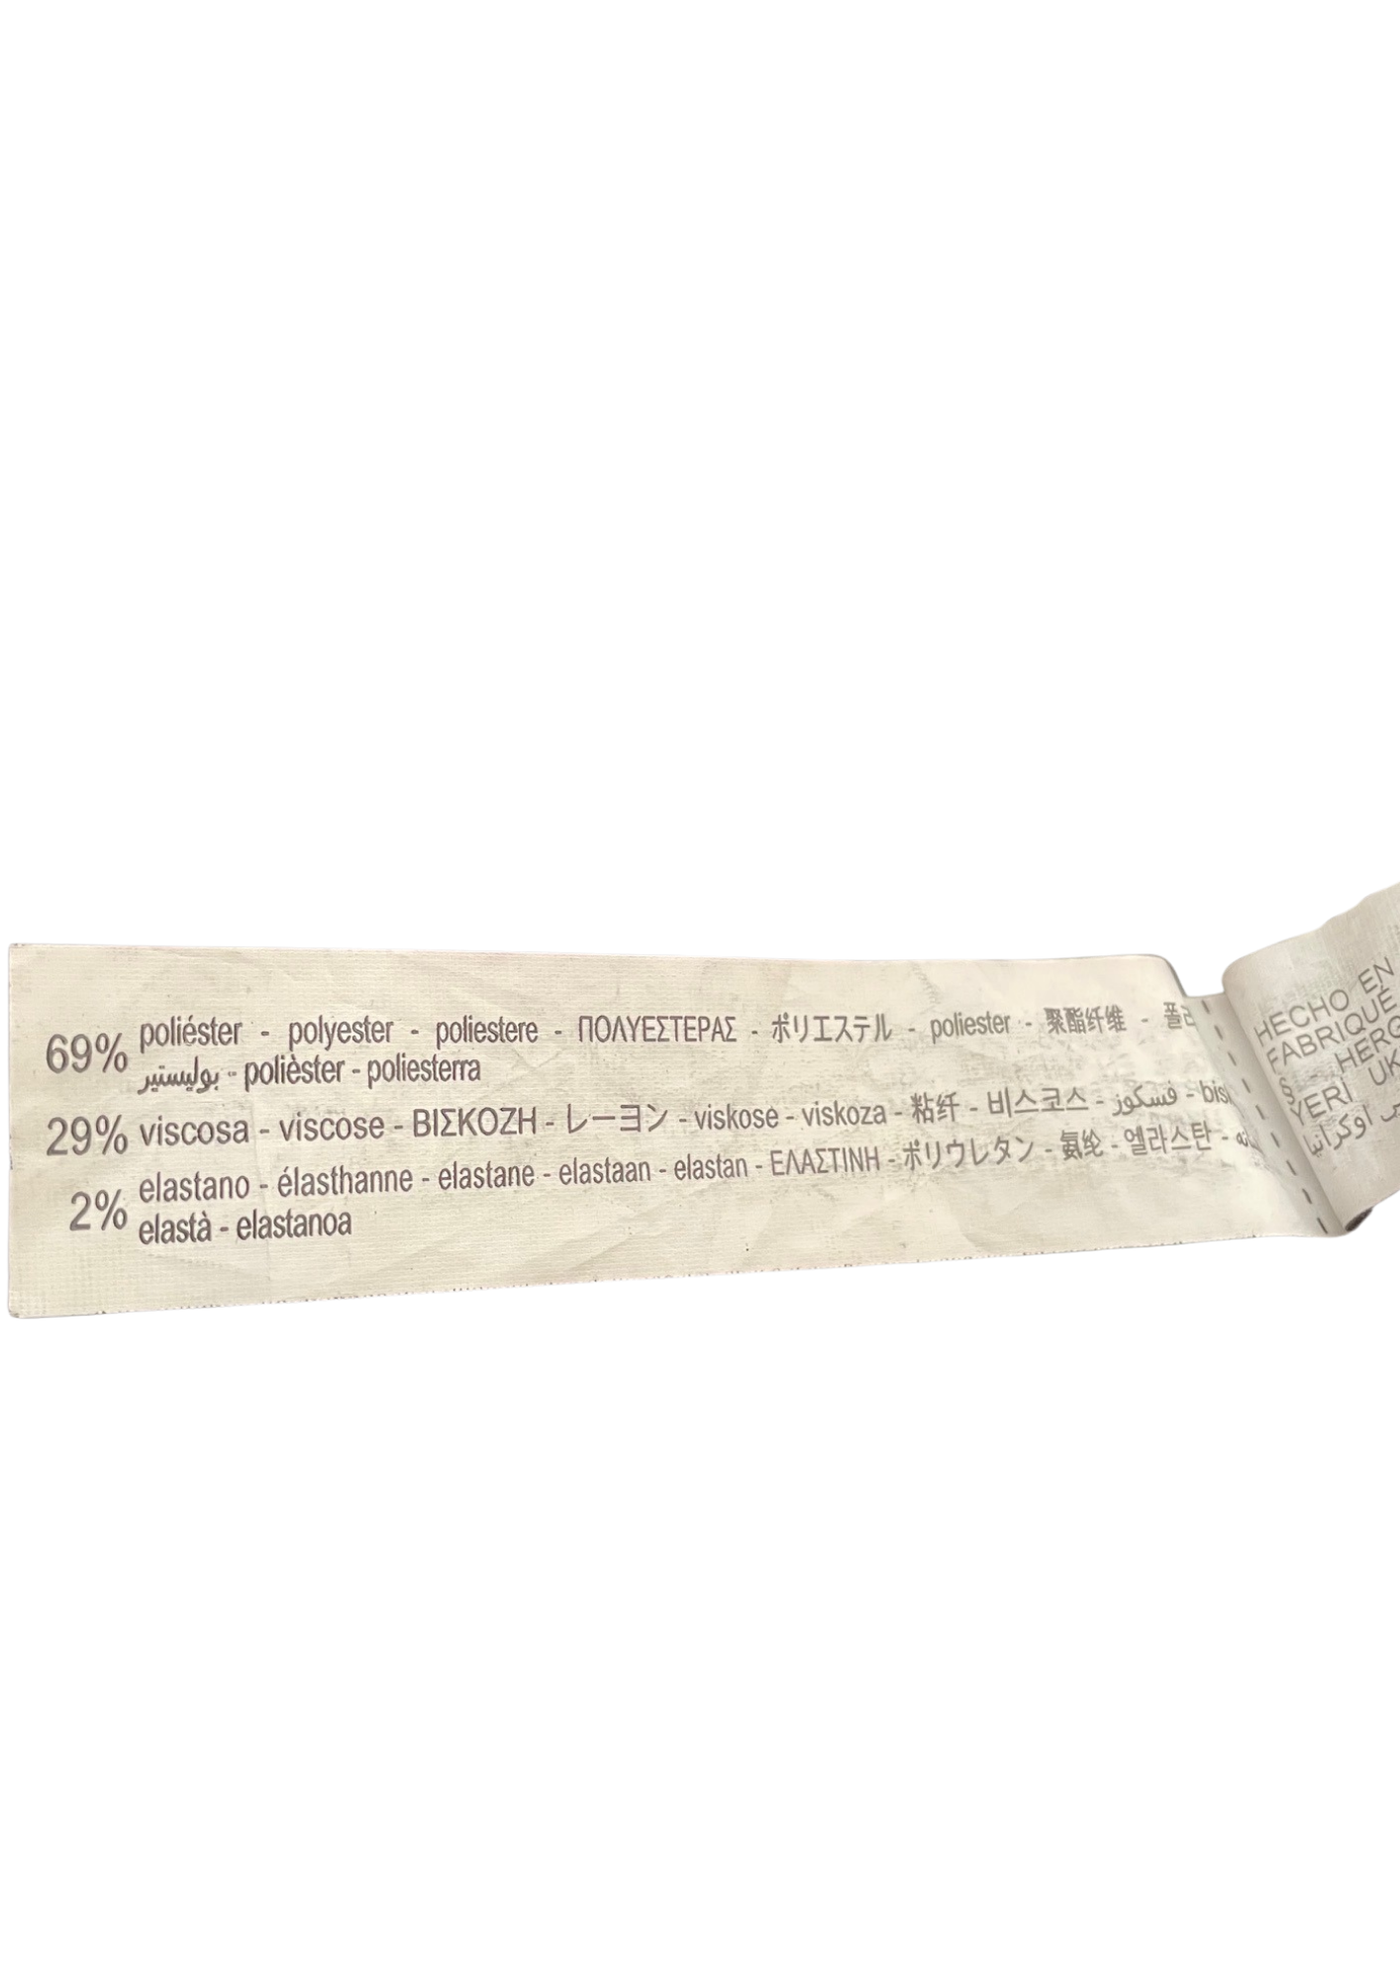 69% poliéster - polyester - poliestere - ΠΟΛΥΕΣΤΕΡΑΣ - ポリエステル - poliester - 聚酯纤维 -
بوليستير - polièster - poliesterra
29% viscosa - viscose - ΒΙΣΚΟΖΗ - レーヨン - viskose - viskoza - 粘纤 - 비스코스 - فسكوز -
2% elastano - élasthanne - elastane - elastaan - elastan - ΕΛΑΣΤΙΝΗ - ポリウレタン - 氨纶 - 엘라스탄 -
elastà - elastanoa
HECHO EN
FABRIQUÉ
YERİ
اوكرانيا